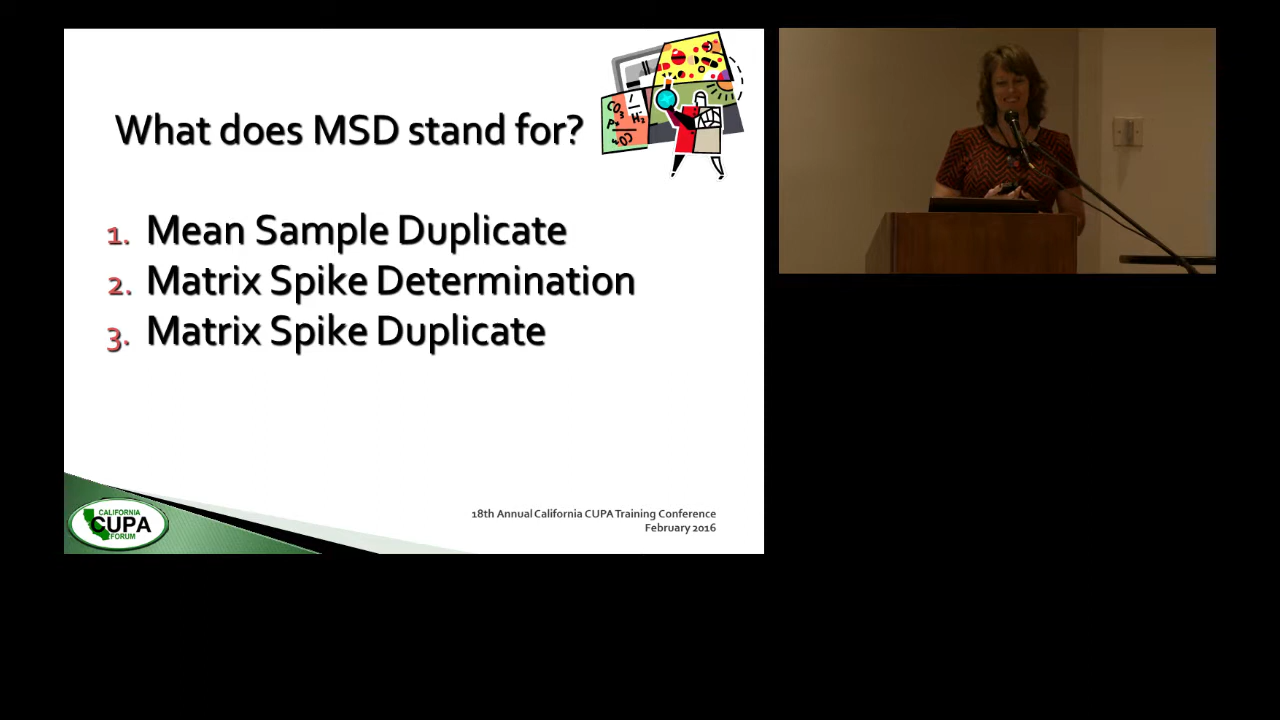 What does MSD stand for?
1. Mean Sample Duplicate
2. Matrix Spike Determination
3. Matrix Spike Duplicate
18th Annual California CUPA Training Conference
February 2016
CALIFORNIA
CUPA
FORUM